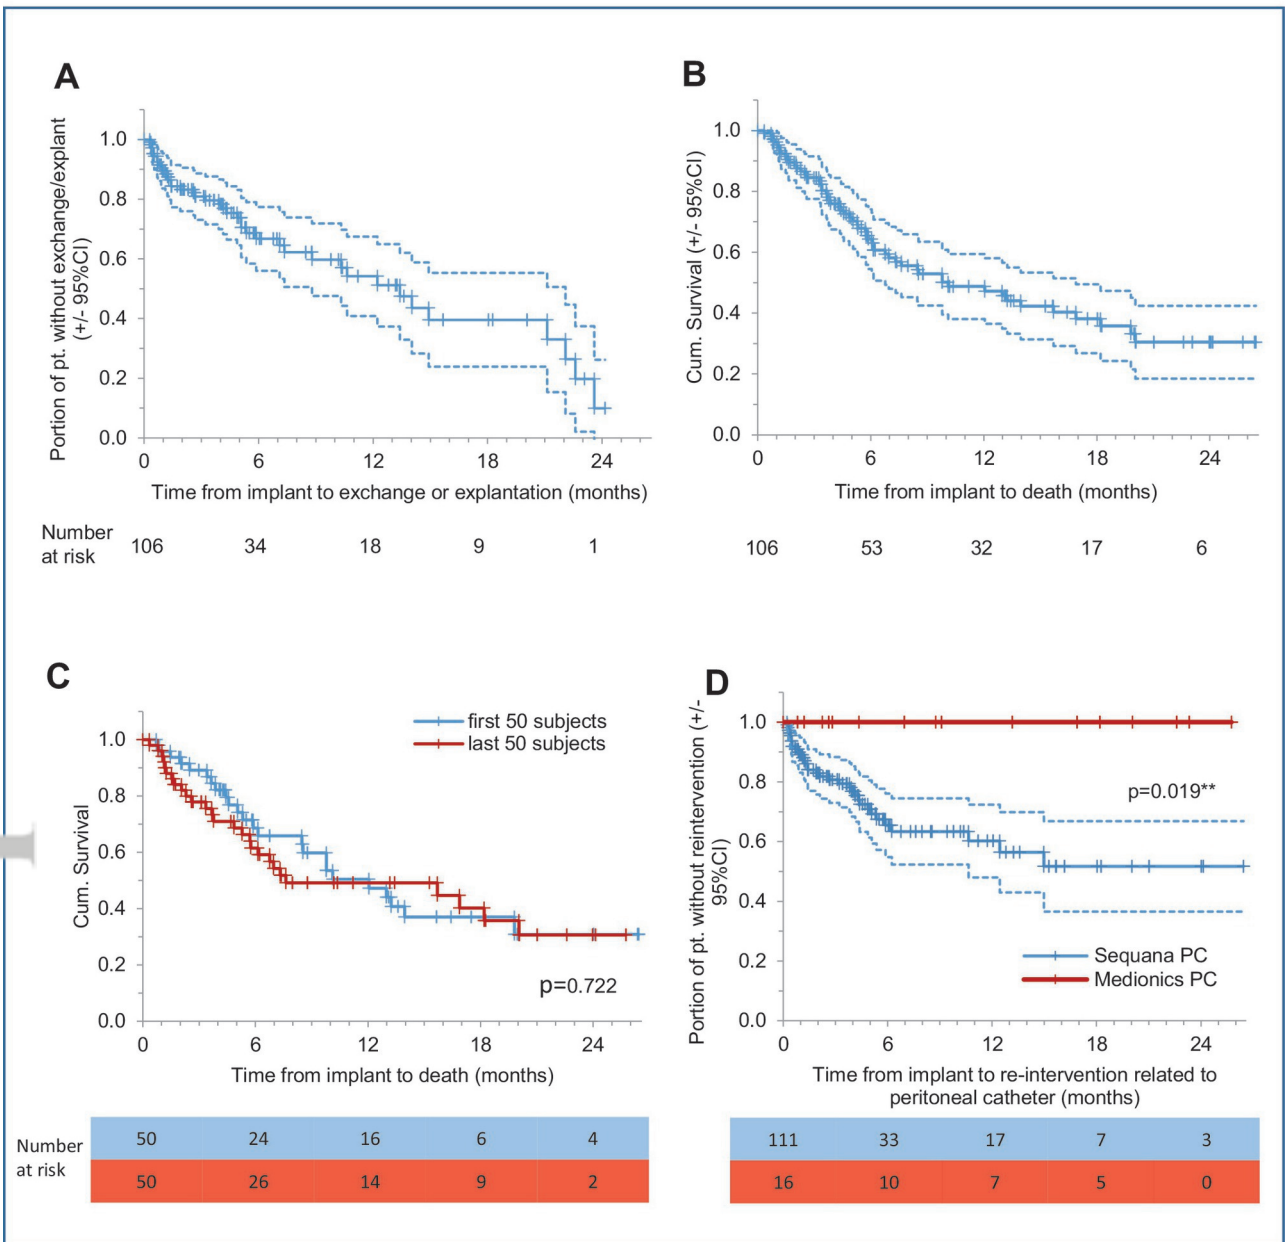 A
Portion of pt. without exchange/explant
(+/- 95%CI)
1.0
0.8
0.6
0.4
0.2
0.0
0 6 12 18 24
Time from implant to exchange or explantation (months)
Number
at risk
106 34 18 9 1
B
Cum. Survival (+/- 95%CI)
1.0
0.8
0.6
0.4
0.2
0.0
0 6 12 18 24
Time from implant to death (months)
106 53 32 17 6
C
first 50 subjects
last 50 subjects
Cum. Survival
1.0
0.8
0.6
0.4
0.2
0.0
p=0.722
0 6 12 18 24
Time from implant to death (months)
Number
at risk
50 24 16 6 4
50 26 14 9 2
D
Portion of pt. without reintervention (+/-
95%CI)
1.0
0.8
0.6
0.4
0.2
0.0
p=0.019**
Sequana PC
Medionics PC
0 6 12 18 24
Time from implant to re-intervention related to
peritoneal catheter (months)
111 33 17 7 3
16 10 7 5 0